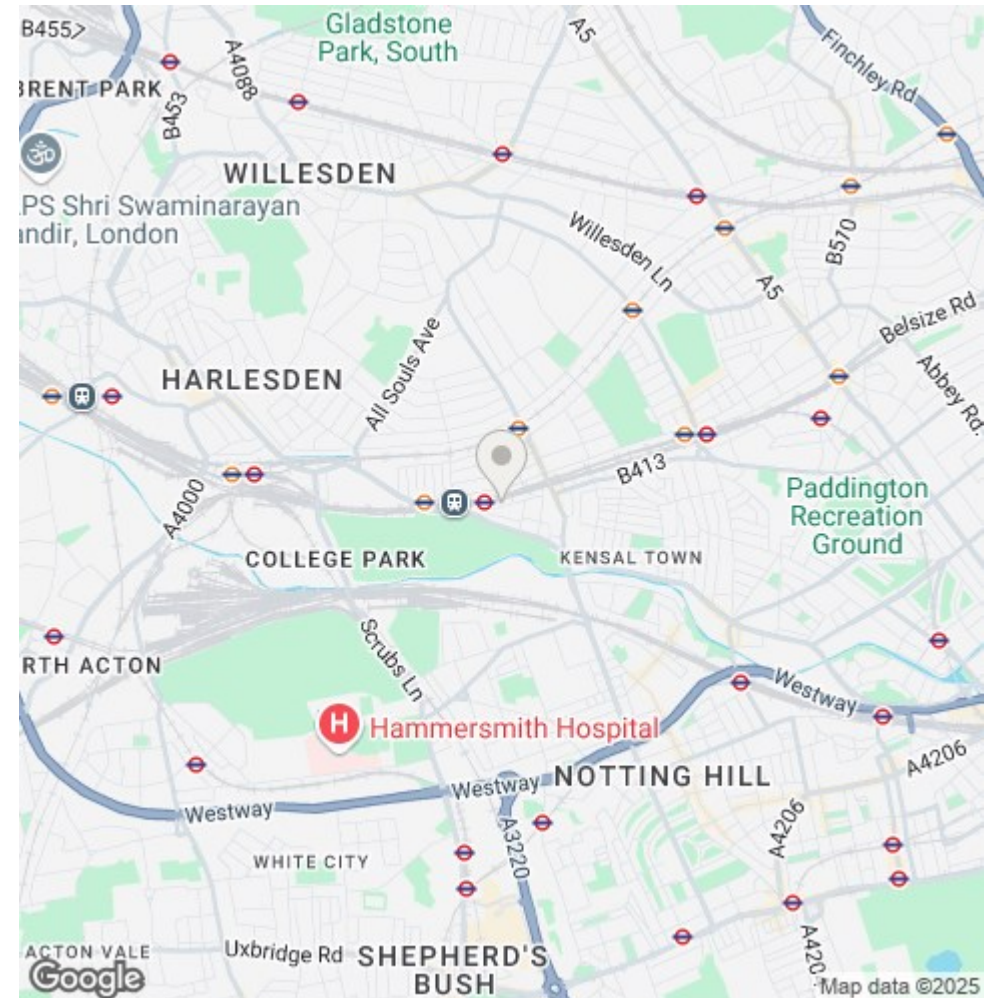 B455
Gladstone
Park, South
A5
A4088
Finchley Rd
BRENT PARK
B453
WILLESDEN
PS Shri Swaminarayan
andir, London
Willesden Ln
B510
A5
Belsize Rd
All Souls Ave
HARLESDEN
Abbey Rd.
B413
A4000
Paddington
Recreation
Ground
COLLEGE PARK
KENSAL TOWN
Scrubs Ln
RTH ACTON
Westway
H
Hammersmith Hospital
A4206
Westway
NOTTING HILL
Westway
A3220
A4206
WHITE CITY
ACTON VALE
Uxbridge Rd
SHEPHERD'S
BUSH
A420
Google
Map data ©2025